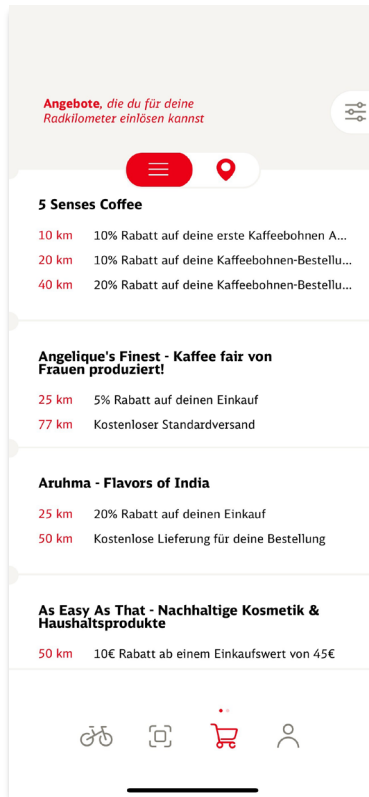 Angebote, die du für deine
Radkilometer einlösen kannst
5 Senses Coffee
10 km 10% Rabatt auf deine erste Kaffeebohnen A...
20 km 10% Rabatt auf deine Kaffeebohnen-Bestellu...
40 km 20% Rabatt auf deine Kaffeebohnen-Bestellu...
Angelique's Finest - Kaffee fair von
Frauen produziert!
25 km 5% Rabatt auf deinen Einkauf
77 km Kostenloser Standardversand
Aruhma - Flavors of India
25 km 20% Rabatt auf deinen Einkauf
50 km Kostenlose Lieferung für deine Bestellung
As Easy As That - Nachhaltige Kosmetik &
Haushaltsprodukte
50 km 10€ Rabatt ab einem Einkaufswert von 45€